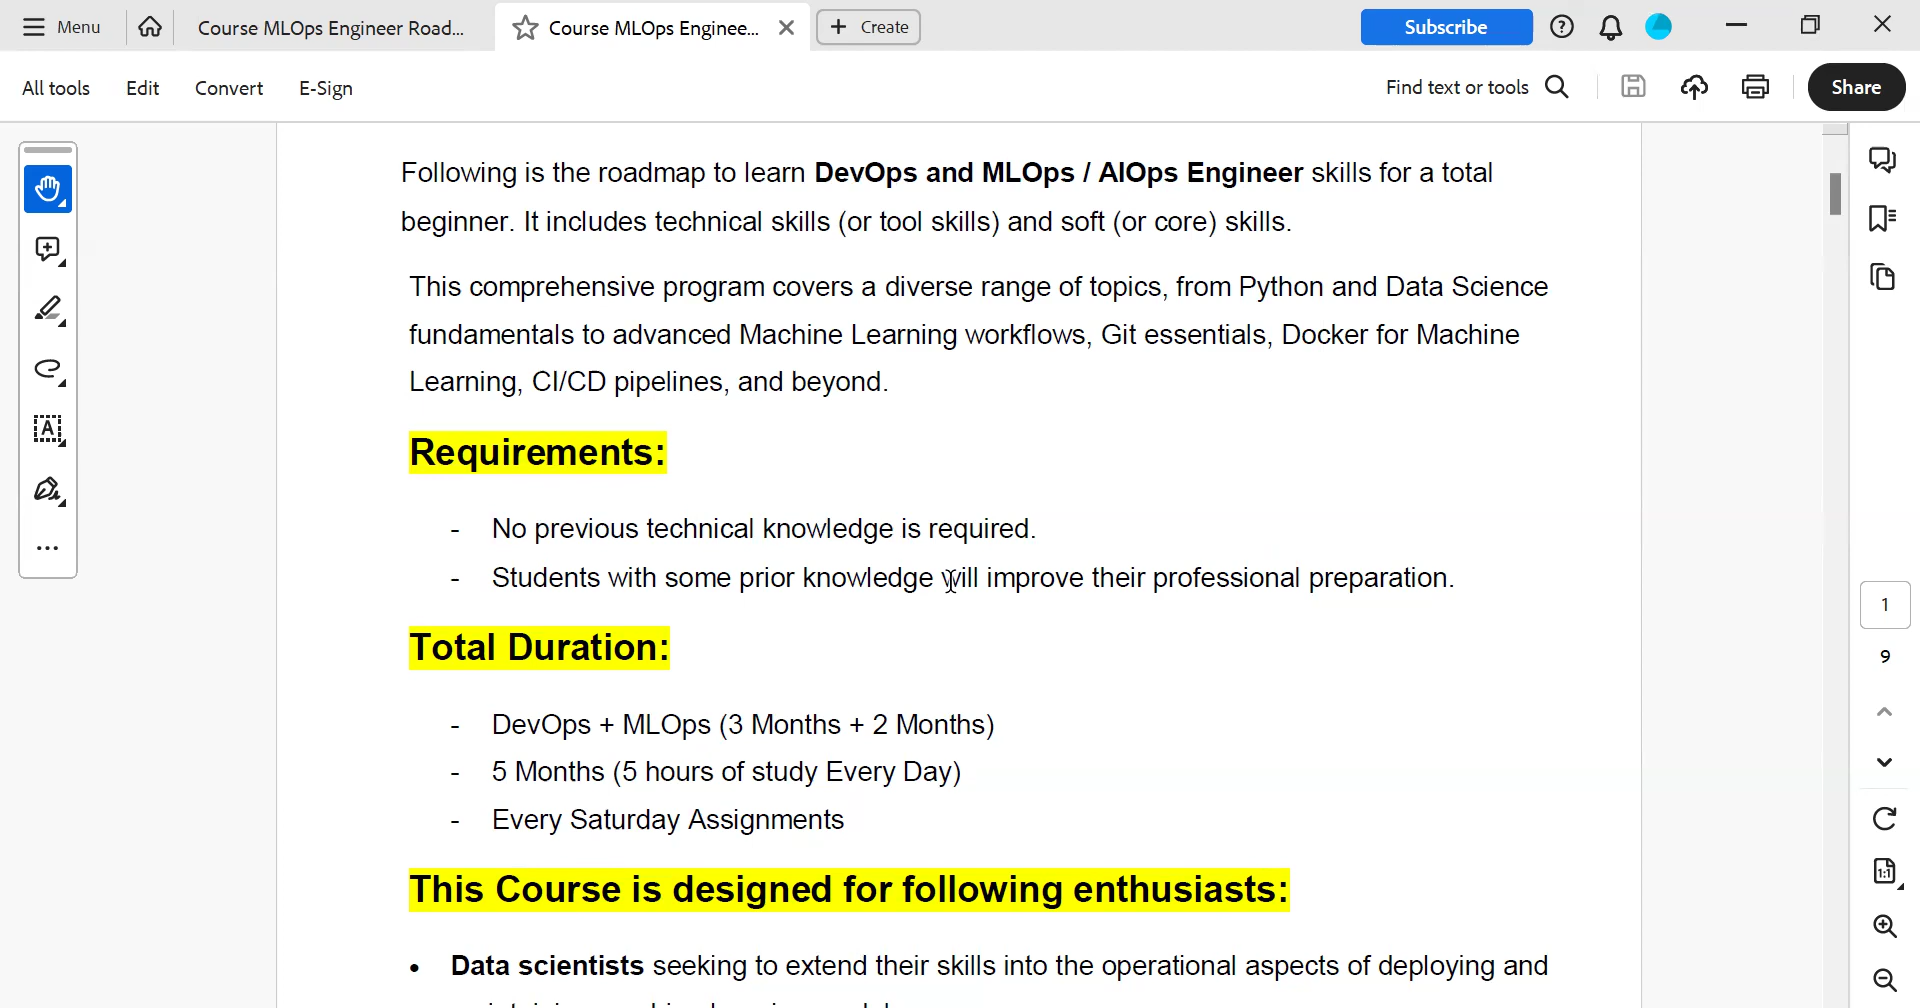 Menu
Course MLOps Engineer Road...
Course MLOps Enginee...
Create
Subscribe
All tools
Edit
Convert
E-Sign
Find text or tools
Share
Following is the roadmap to learn DevOps and MLOps / AIOps Engineer skills for a total
beginner. It includes technical skills (or tool skills) and soft (or core) skills.
This comprehensive program covers a diverse range of topics, from Python and Data Science
fundamentals to advanced Machine Learning workflows, Git essentials, Docker for Machine
Learning, CI/CD pipelines, and beyond.
Requirements:
- No previous technical knowledge is required.
- Students with some prior knowledge will improve their professional preparation.
Total Duration:
- DevOps + MLOps (3 Months + 2 Months)
- 5 Months (5 hours of study Every Day)
- Every Saturday Assignments
This Course is designed for following enthusiasts:
• Data scientists seeking to extend their skills into the operational aspects of deploying and
1
9
1:1